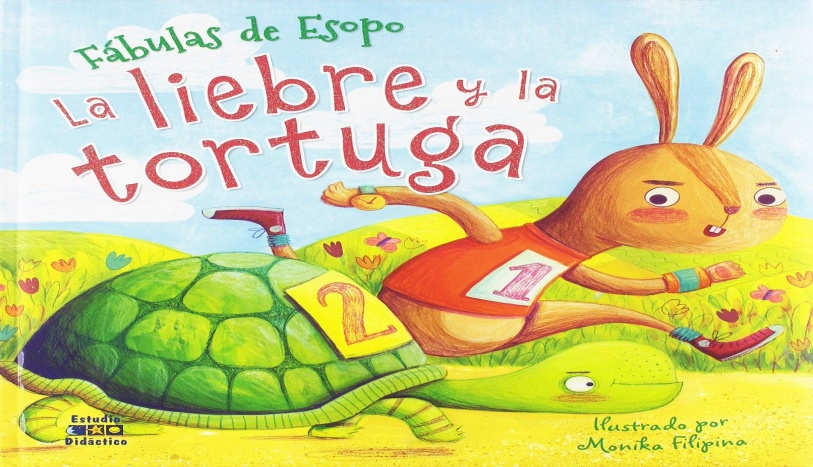 Fábulas de Esopo
La liebre y la
tortuga
1
2
Estudio
Didáctico
Ilustrado por
Monika Filipina